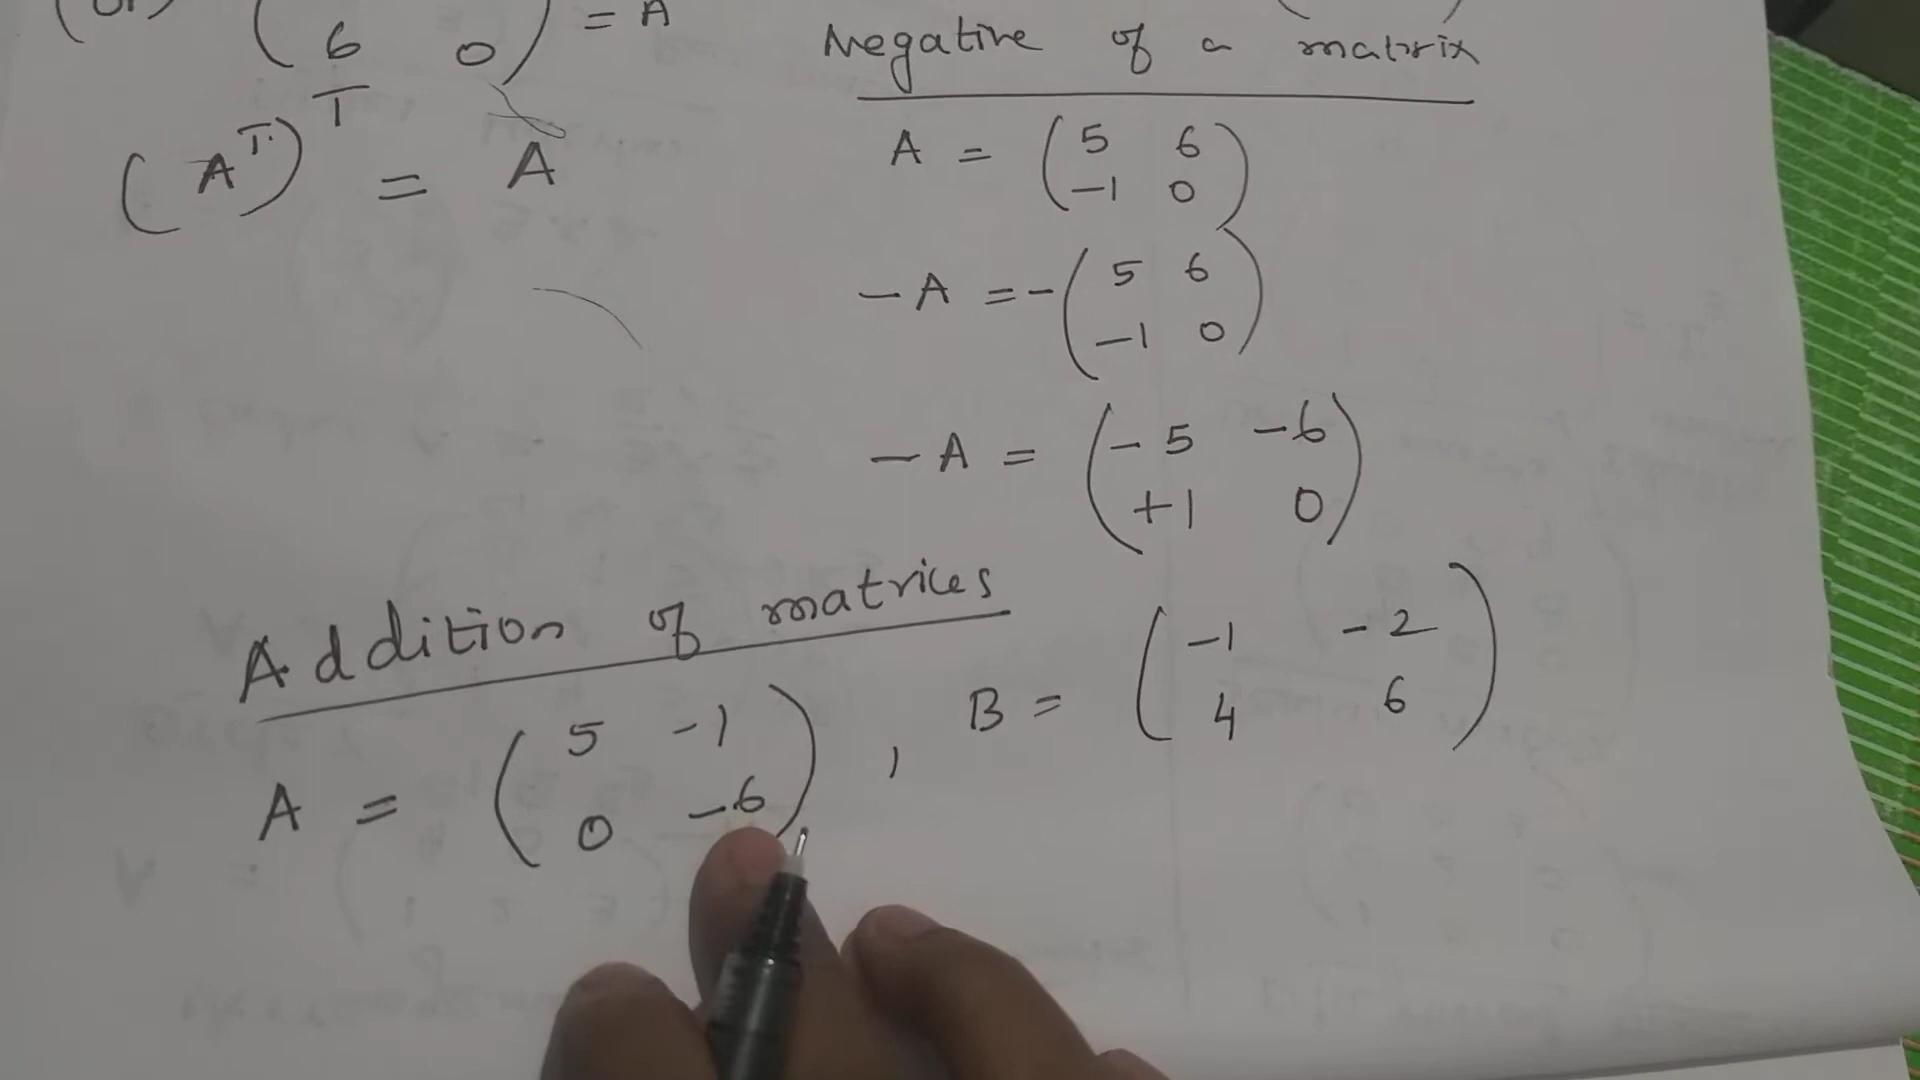 ( 6 0 ) = A
(A^T)^T = A
Negative of a matrix
A = ( 5 6
-1 0 )
-A = - ( 5 6
-1 0 )
-A = ( -5 -6
+1 0 )
Addition of matrices
A = ( 5 -1
0 -6 ) , B = ( -1 -2
4 6 )